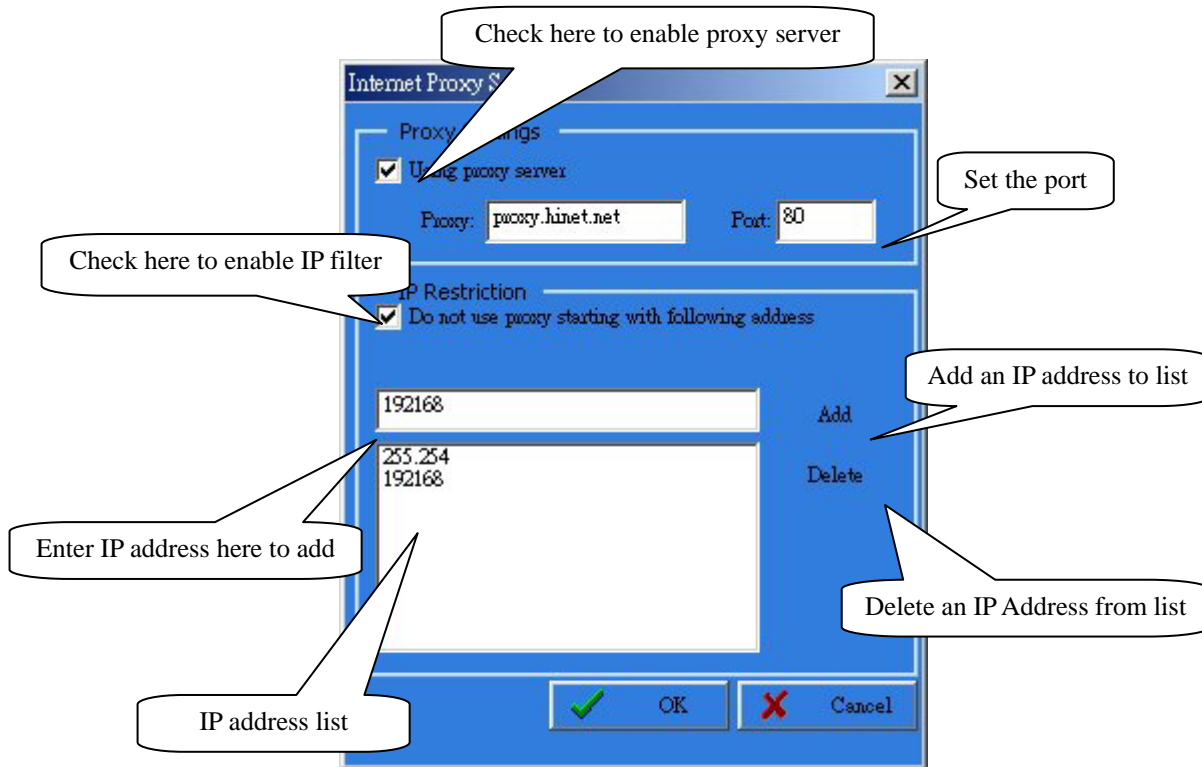 Check here to enable proxy server
Internet Proxy S
Proxy ings
Using proxy server
Set the port
Proxy: proxy.hinet.net Port: 80
Check here to enable IP filter
IP Restriction
Do not use proxy starting with following address
Add an IP address to list
192168
Add
255.254
192168
Delete
Enter IP address here to add
Delete an IP Address from list
IP address list
OK
Cancel